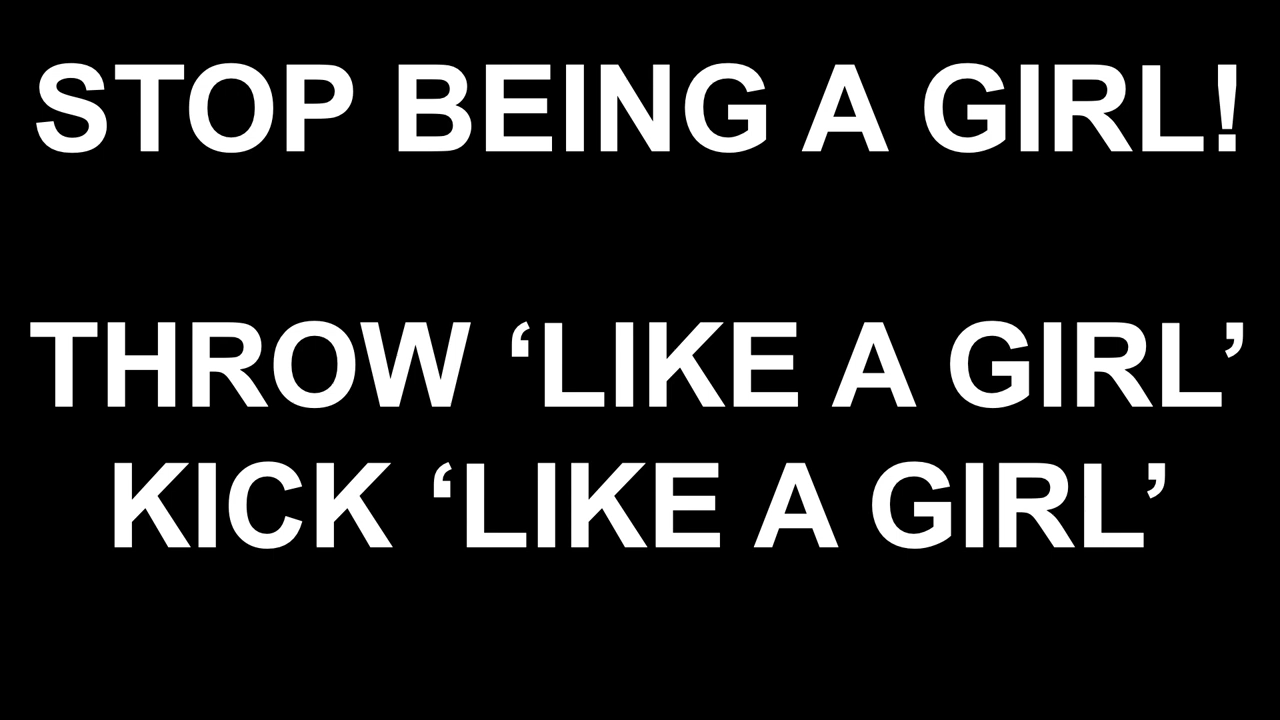 STOP BEING A GIRL!
THROW ‘LIKE A GIRL’
KICK ‘LIKE A GIRL’